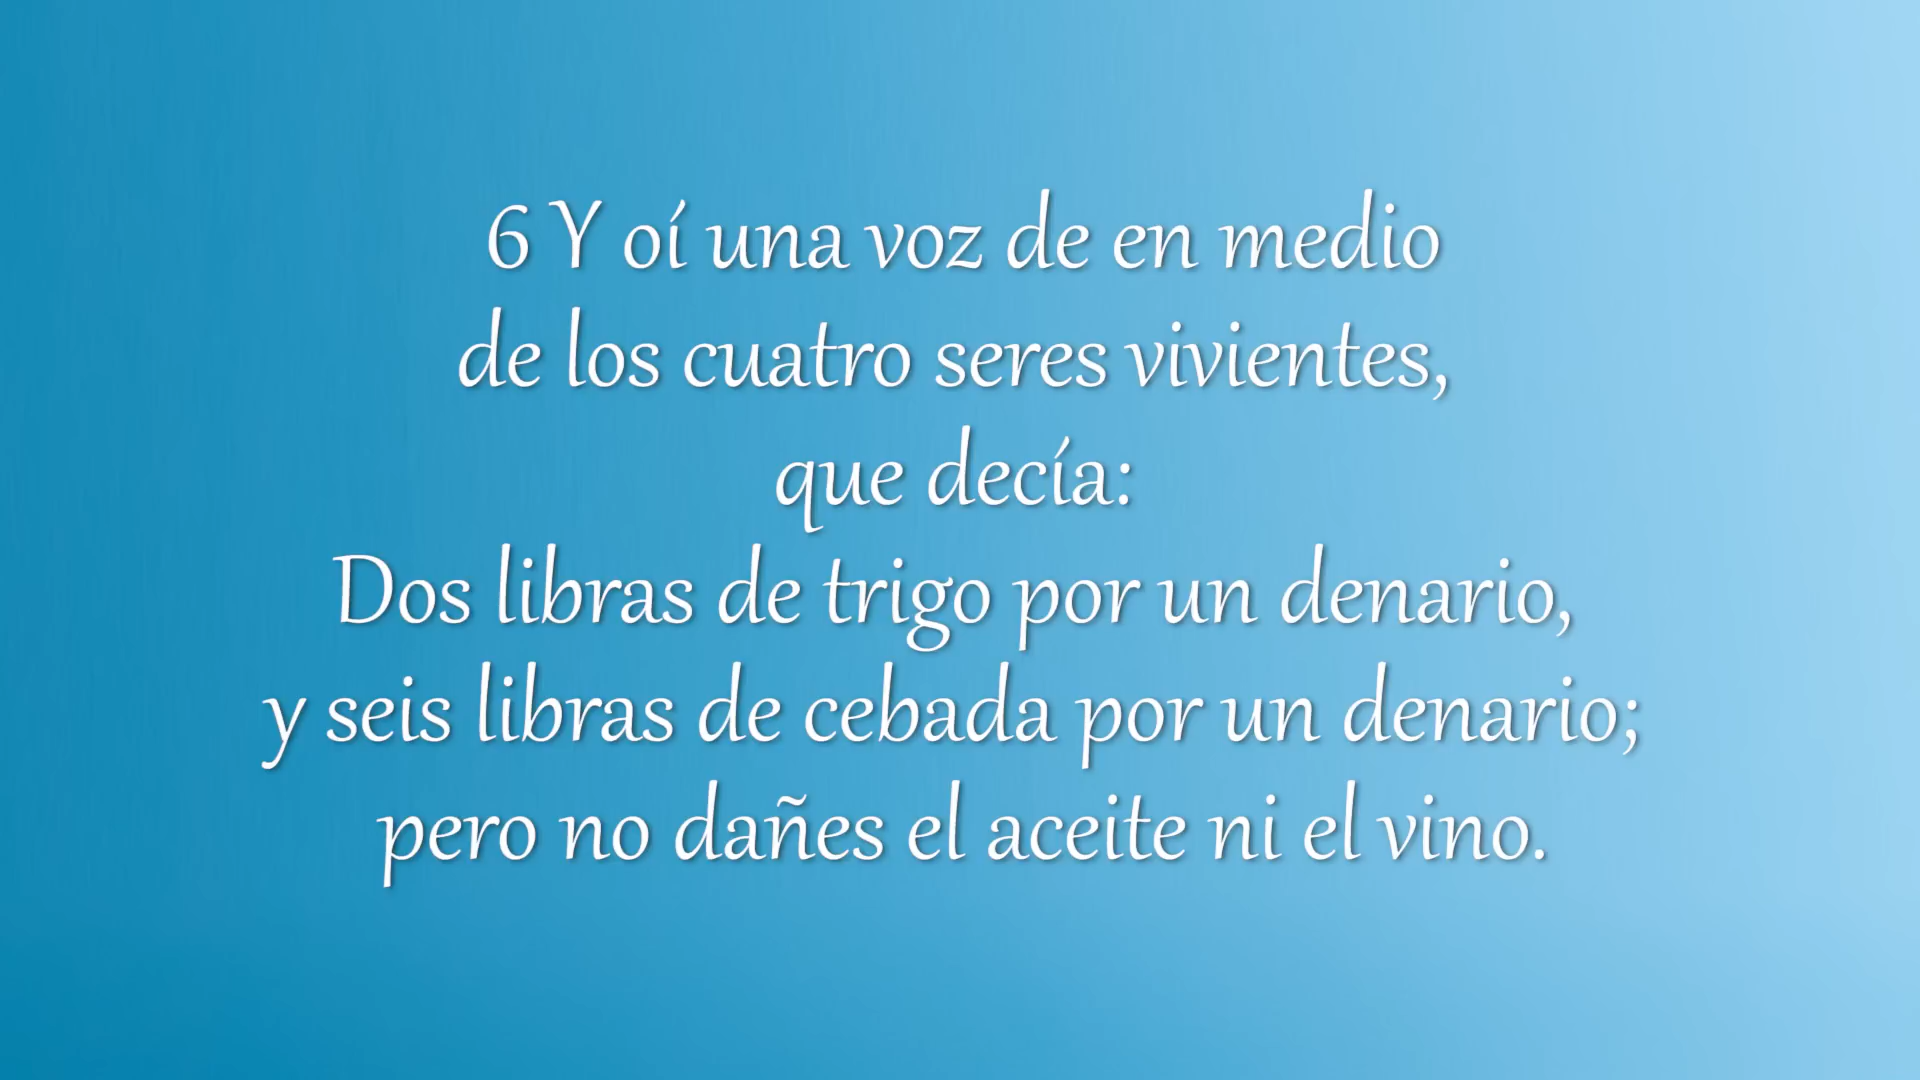 6 Y oí una voz de en medio
de los cuatro seres vivientes,
que decía:
Dos libras de trigo por un denario,
y seis libras de cebada por un denario;
pero no dañes el aceite ni el vino.